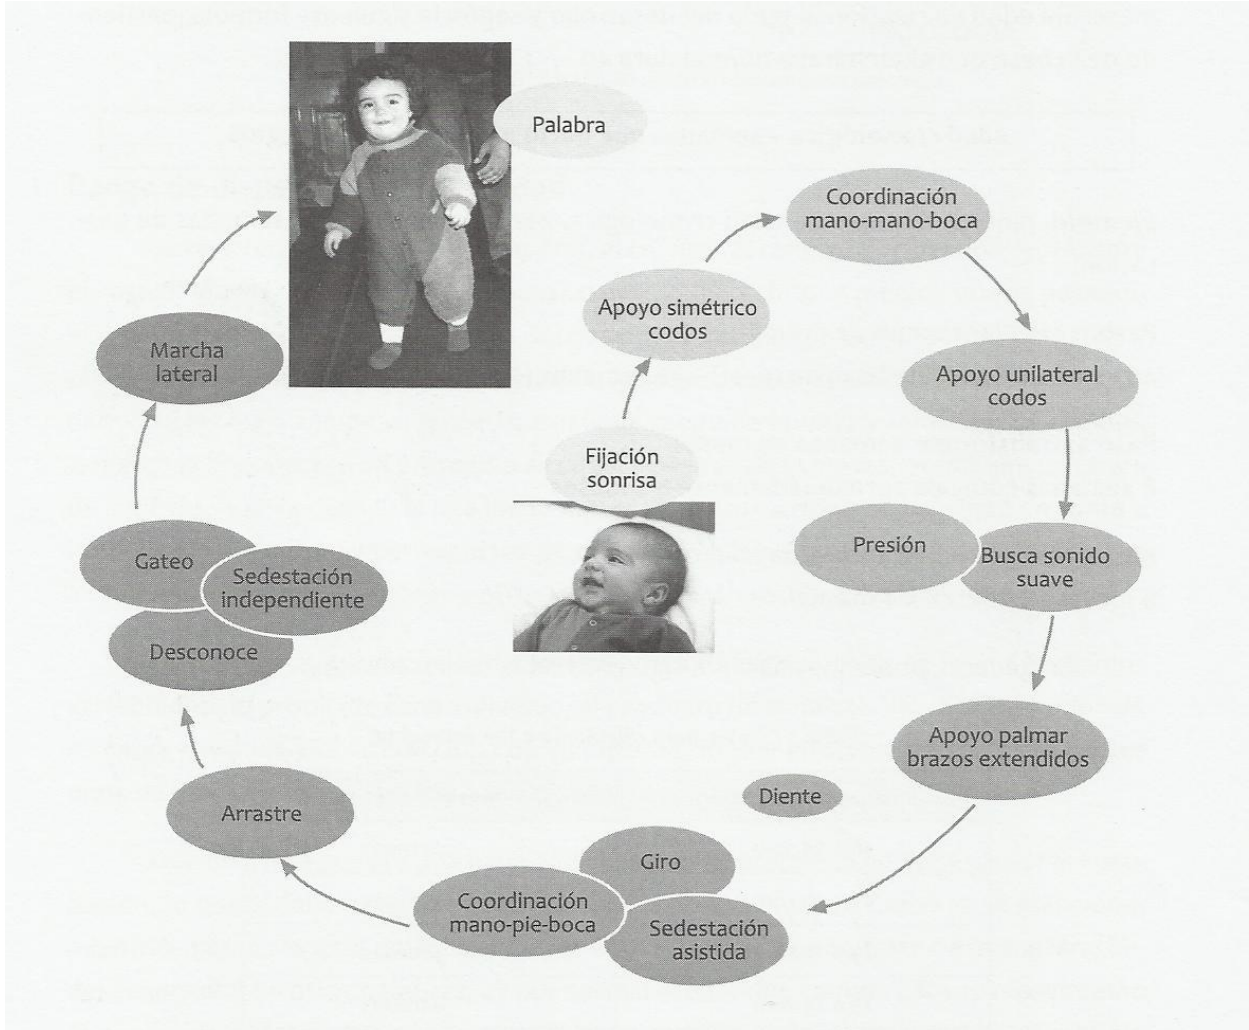 Palabra
Coordinación
mano-mano-boca
Apoyo simétrico
codos
Marcha
lateral
Apoyo unilateral
codos
Fijación
sonrisa
Presión
Busca sonido
suave
Gateo
Sedestación
independiente
Desconoce
Apoyo palmar
brazos extendidos
Diente
Arrastre
Giro
Coordinación
mano-pie-boca
Sedestación
asistida